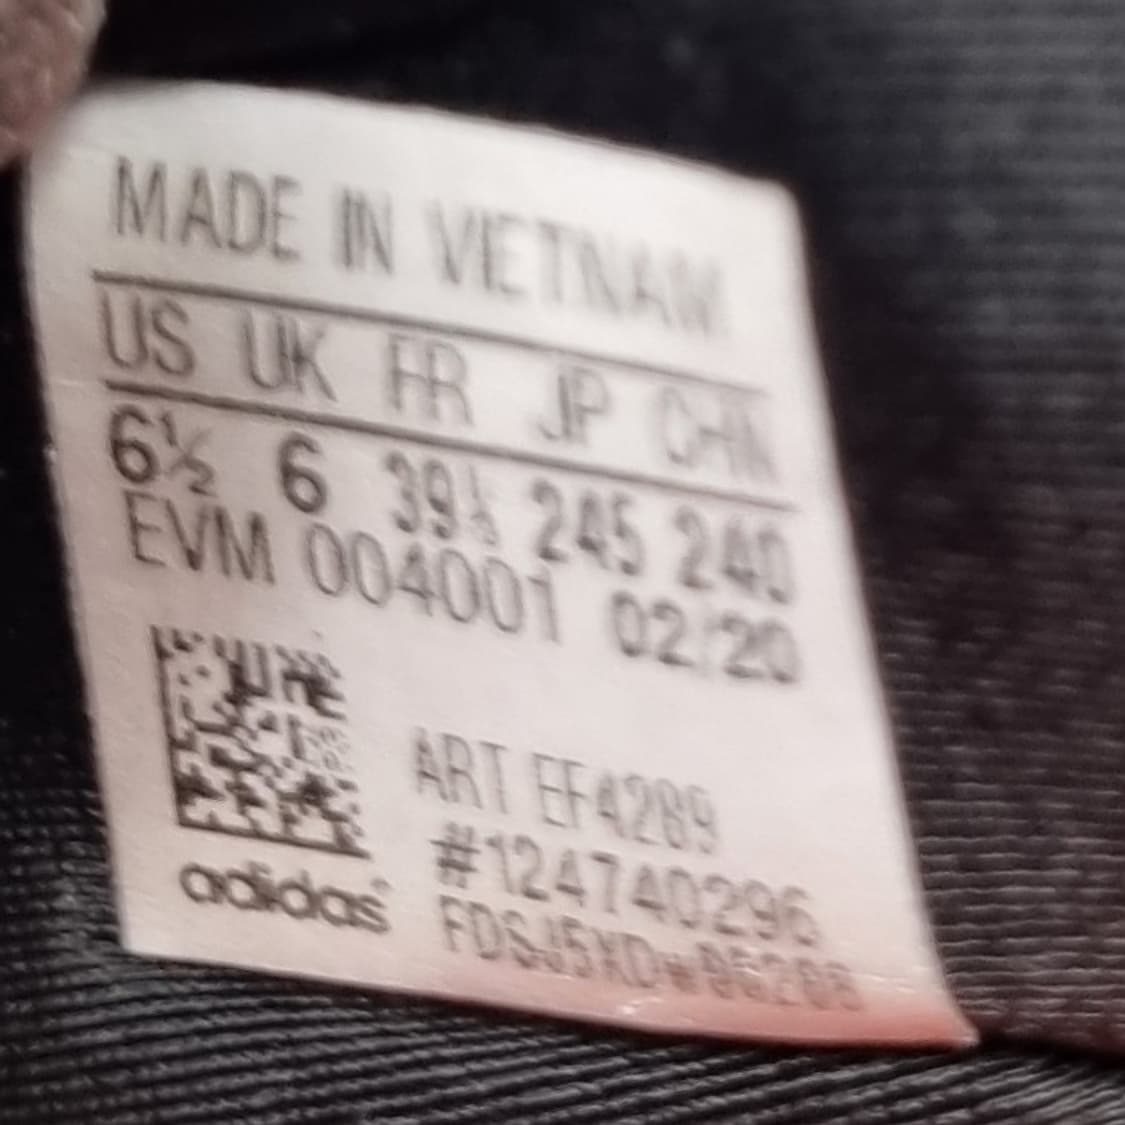 MADE IN VIETNAM
US UK FR JP CHN
6½ 6 39⅓ 245 240
EVM 004001 02/20
ART EF4289
#124740296
adidas